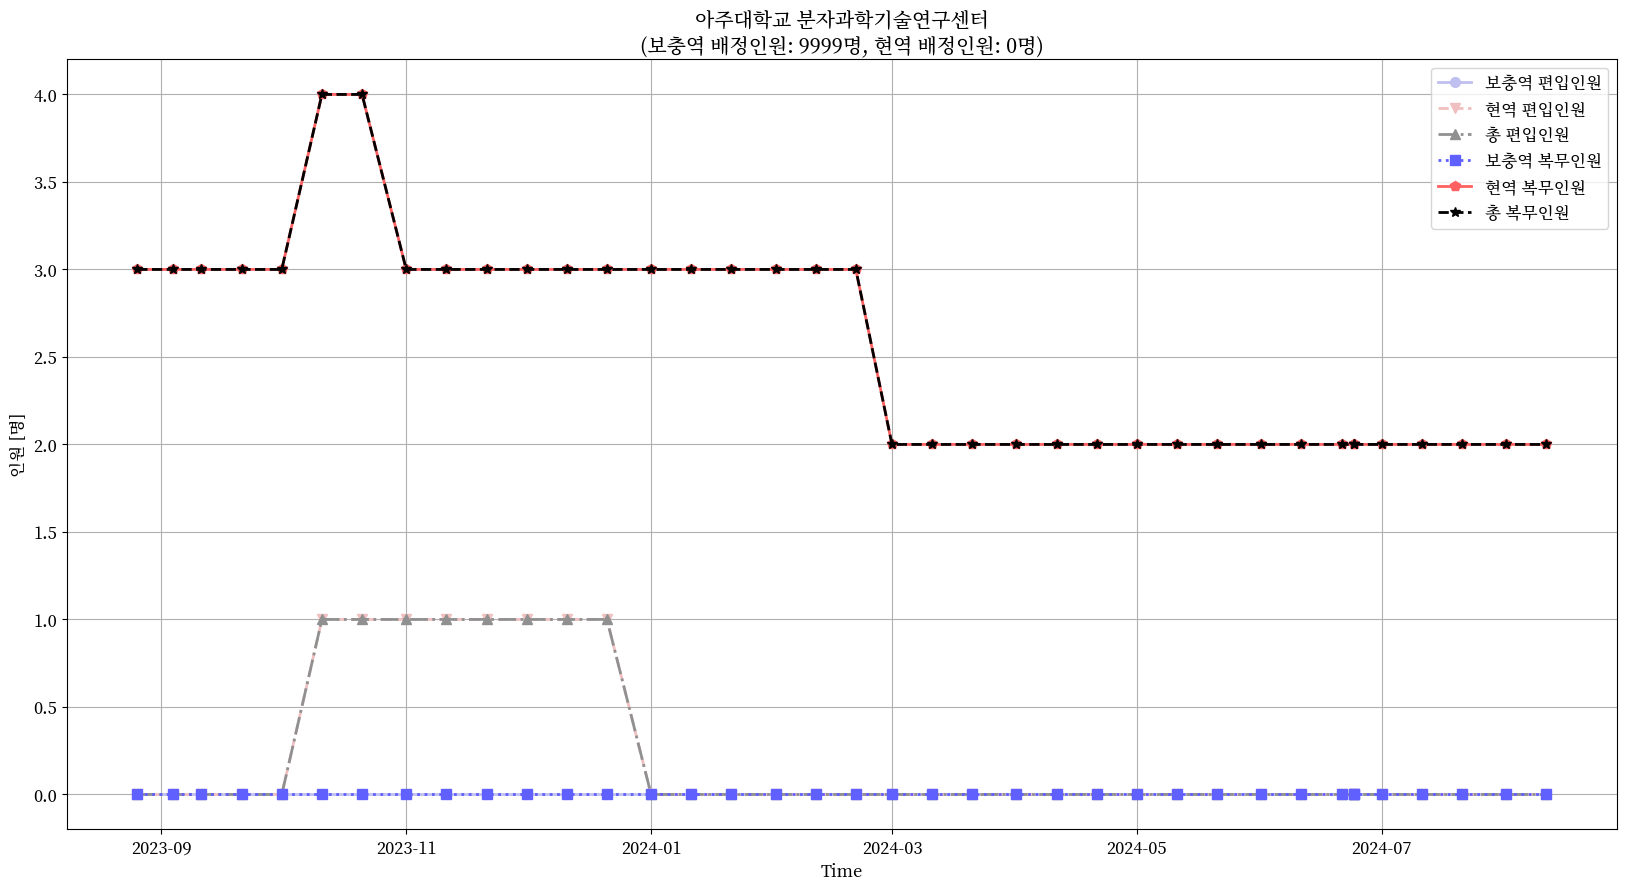 아주대학교 분자과학기술연구센터
(보충역 배정인원: 9999명, 현역 배정인원: 0명)
보충역 편입인원
현역 편입인원
총 편입인원
보충역 복무인원
현역 복무인원
총 복무인원
4.0
3.5
3.0
2.5
2.0
1.5
1.0
0.5
0.0
인원 [명]
2023-09
2023-11
2024-01
2024-03
2024-05
2024-07
Time